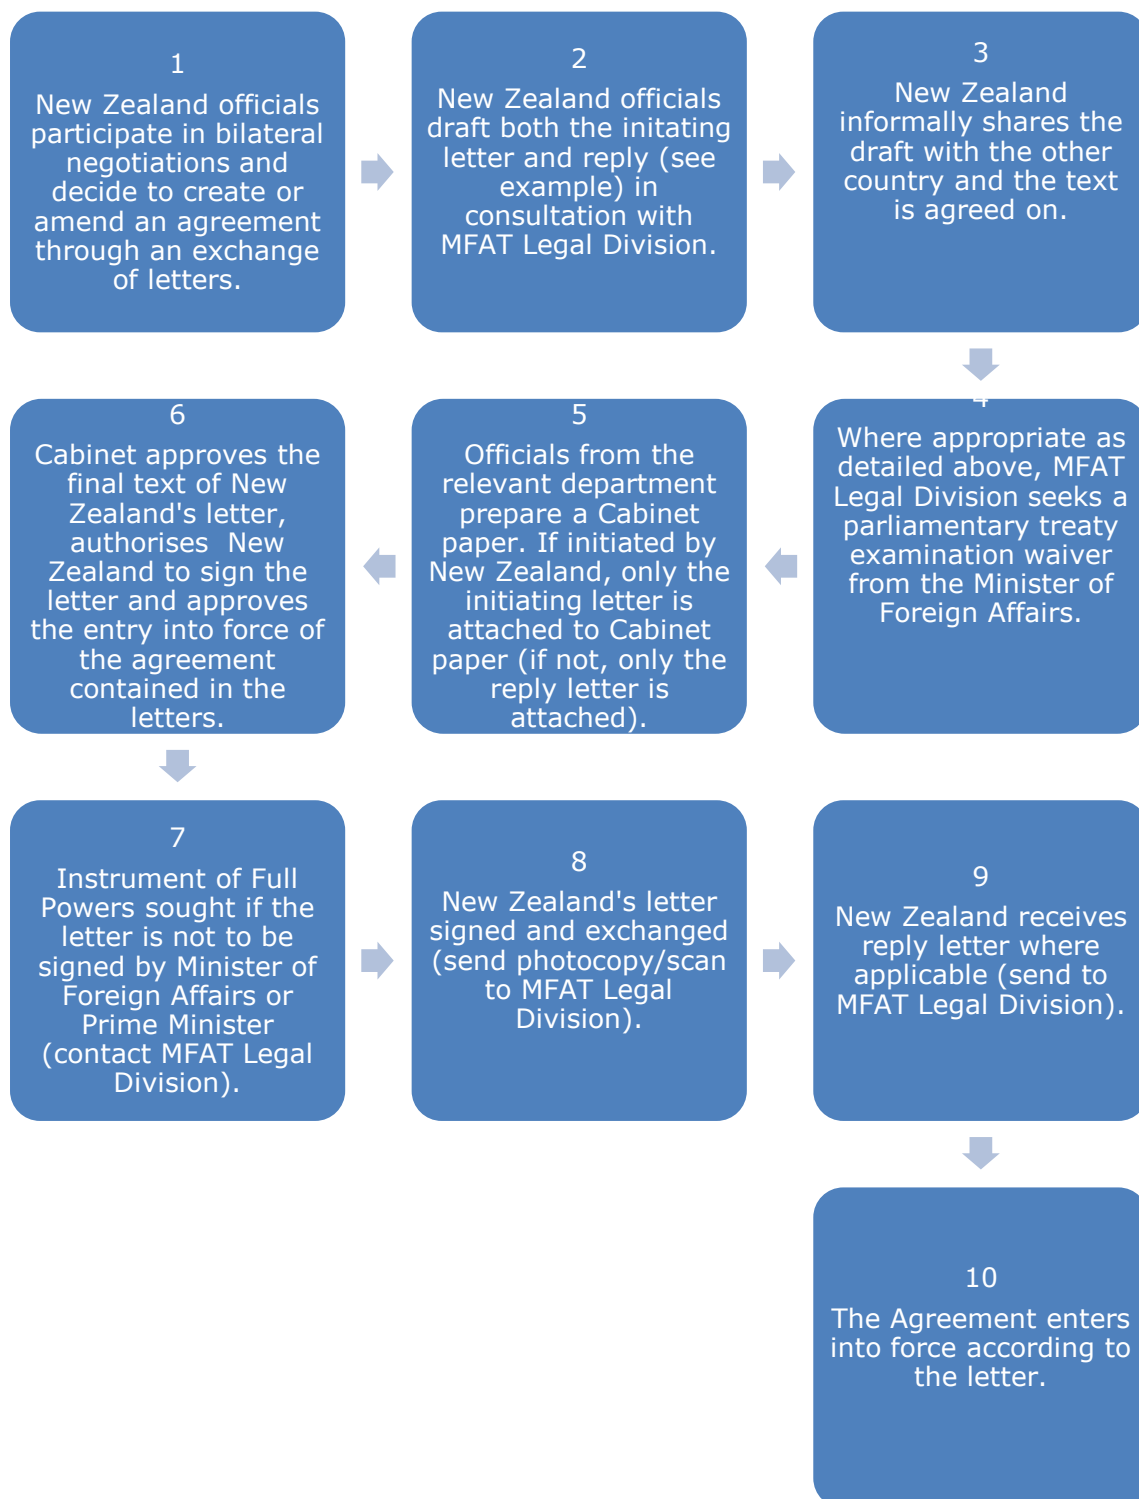 1
New Zealand officials
participate in bilateral
negotiations and
decide to create or
amend an agreement
through an exchange
of letters.
2
New Zealand officials
draft both the initating
letter and reply (see
example) in
consultation with
MFAT Legal Division.
3
New Zealand
informally shares the
draft with the other
country and the text
is agreed on.
4
Where appropriate as
detailed above, MFAT
Legal Division seeks a
parliamentary treaty
examination waiver
from the Minister of
Foreign Affairs.
5
Officials from the
relevant department
prepare a Cabinet
paper. If initiated by
New Zealand, only the
initiating letter is
attached to Cabinet
paper (if not, only the
reply letter is
attached).
6
Cabinet approves the
final text of New
Zealand's letter,
authorises  New
Zealand to sign the
letter and approves
the entry into force of
the agreement
contained in the
letters.
7
Instrument of Full
Powers sought if the
letter is not to be
signed by Minister of
Foreign Affairs or
Prime Minister
(contact MFAT Legal
Division).
8
New Zealand's letter
signed and exchanged
(send photocopy/scan
to MFAT Legal
Division).
9
New Zealand receives
reply letter where
applicable (send to
MFAT Legal Division).
10
The Agreement enters
into force according to
the letter.